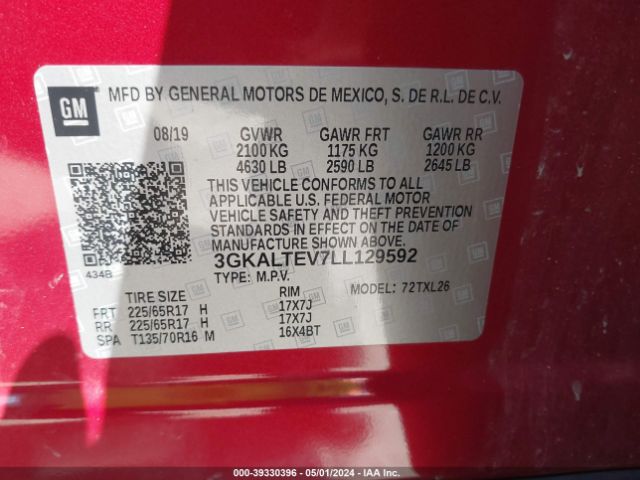 GM MFD BY GENERAL MOTORS DE MEXICO, S. DE R.L. DE C.V.
08/19 GVWR GAWR FRT GAWR RR
2100 KG 1175 KG 1200 KG
4630 LB 2590 LB 2645 LB
THIS VEHICLE CONFORMS TO ALL
APPLICABLE U.S. FEDERAL MOTOR
VEHICLE SAFETY AND THEFT PREVENTION
STANDARDS IN EFFECT ON THE DATE OF
MANUFACTURE SHOWN ABOVE.
434B 3GKALTEV7LL129592
TYPE: M.P.V. MODEL: 72TXL26
TIRE SIZE RIM
FRT 225/65R17 H 17X7J
RR 225/65R17 H 17X7J
SPA T135/70R16 M 16X4BT
000-39330396 - 05/01/2024 - IAA Inc.